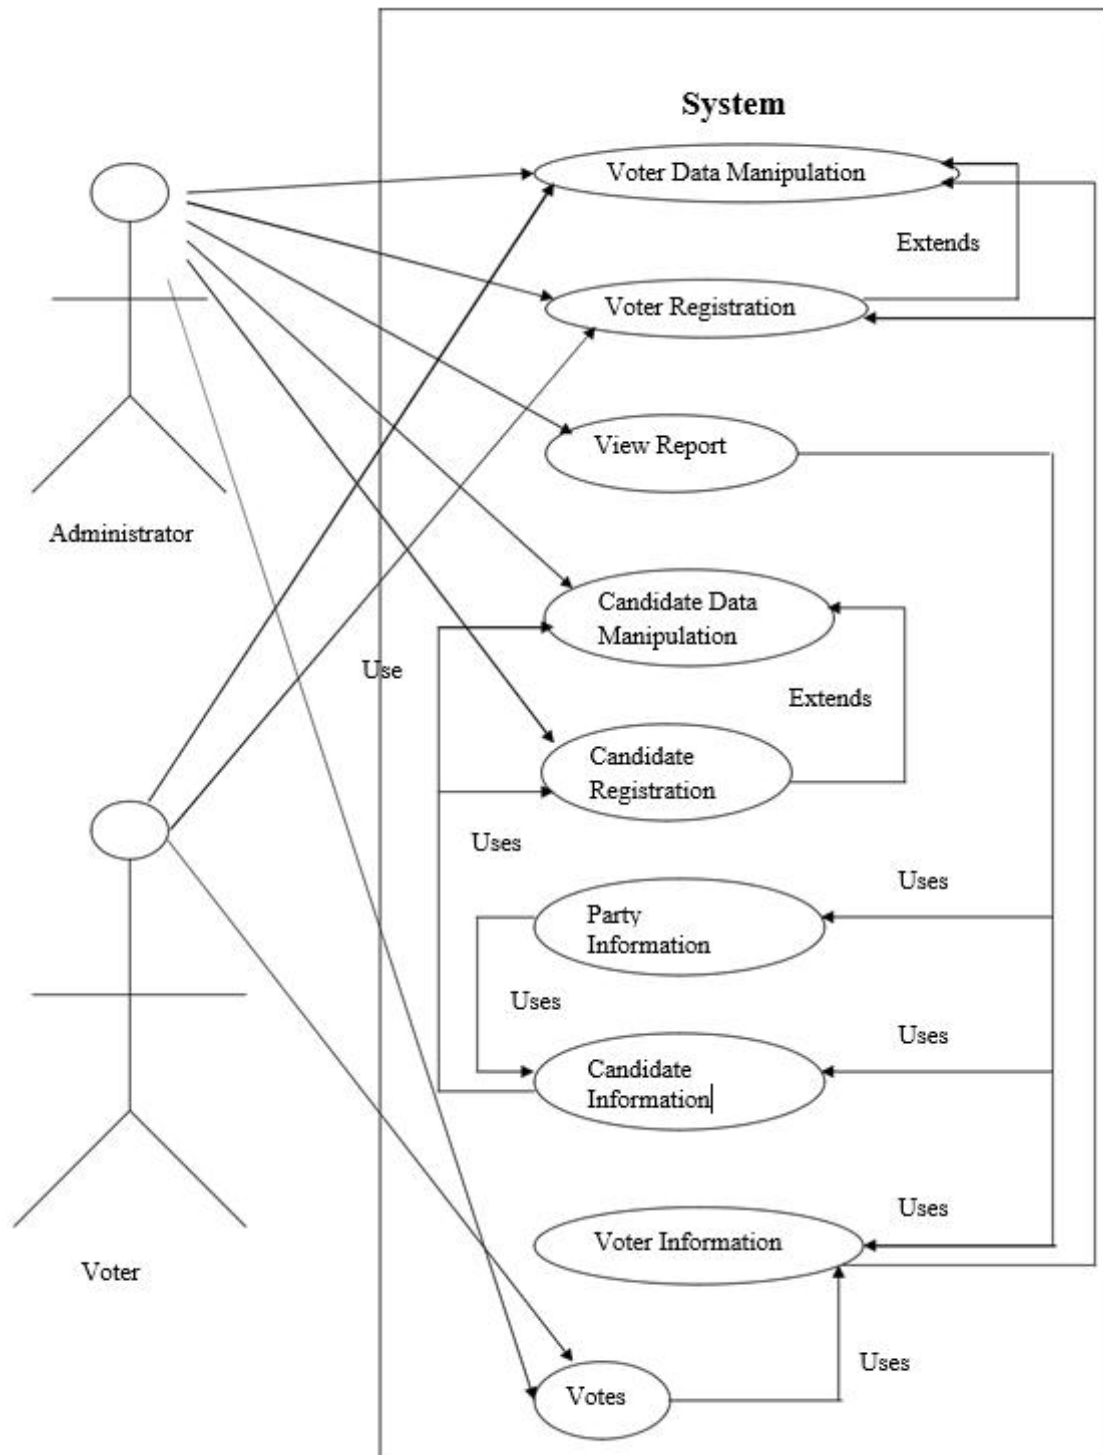 System
Voter Data Manipulation
Extends
Voter Registration
View Report
Administrator
Candidate Data
Manipulation
Use
Extends
Candidate
Registration
Uses
Uses
Party
Information
Uses
Uses
Candidate
Information
Uses
Voter Information
Voter
Uses
Votes